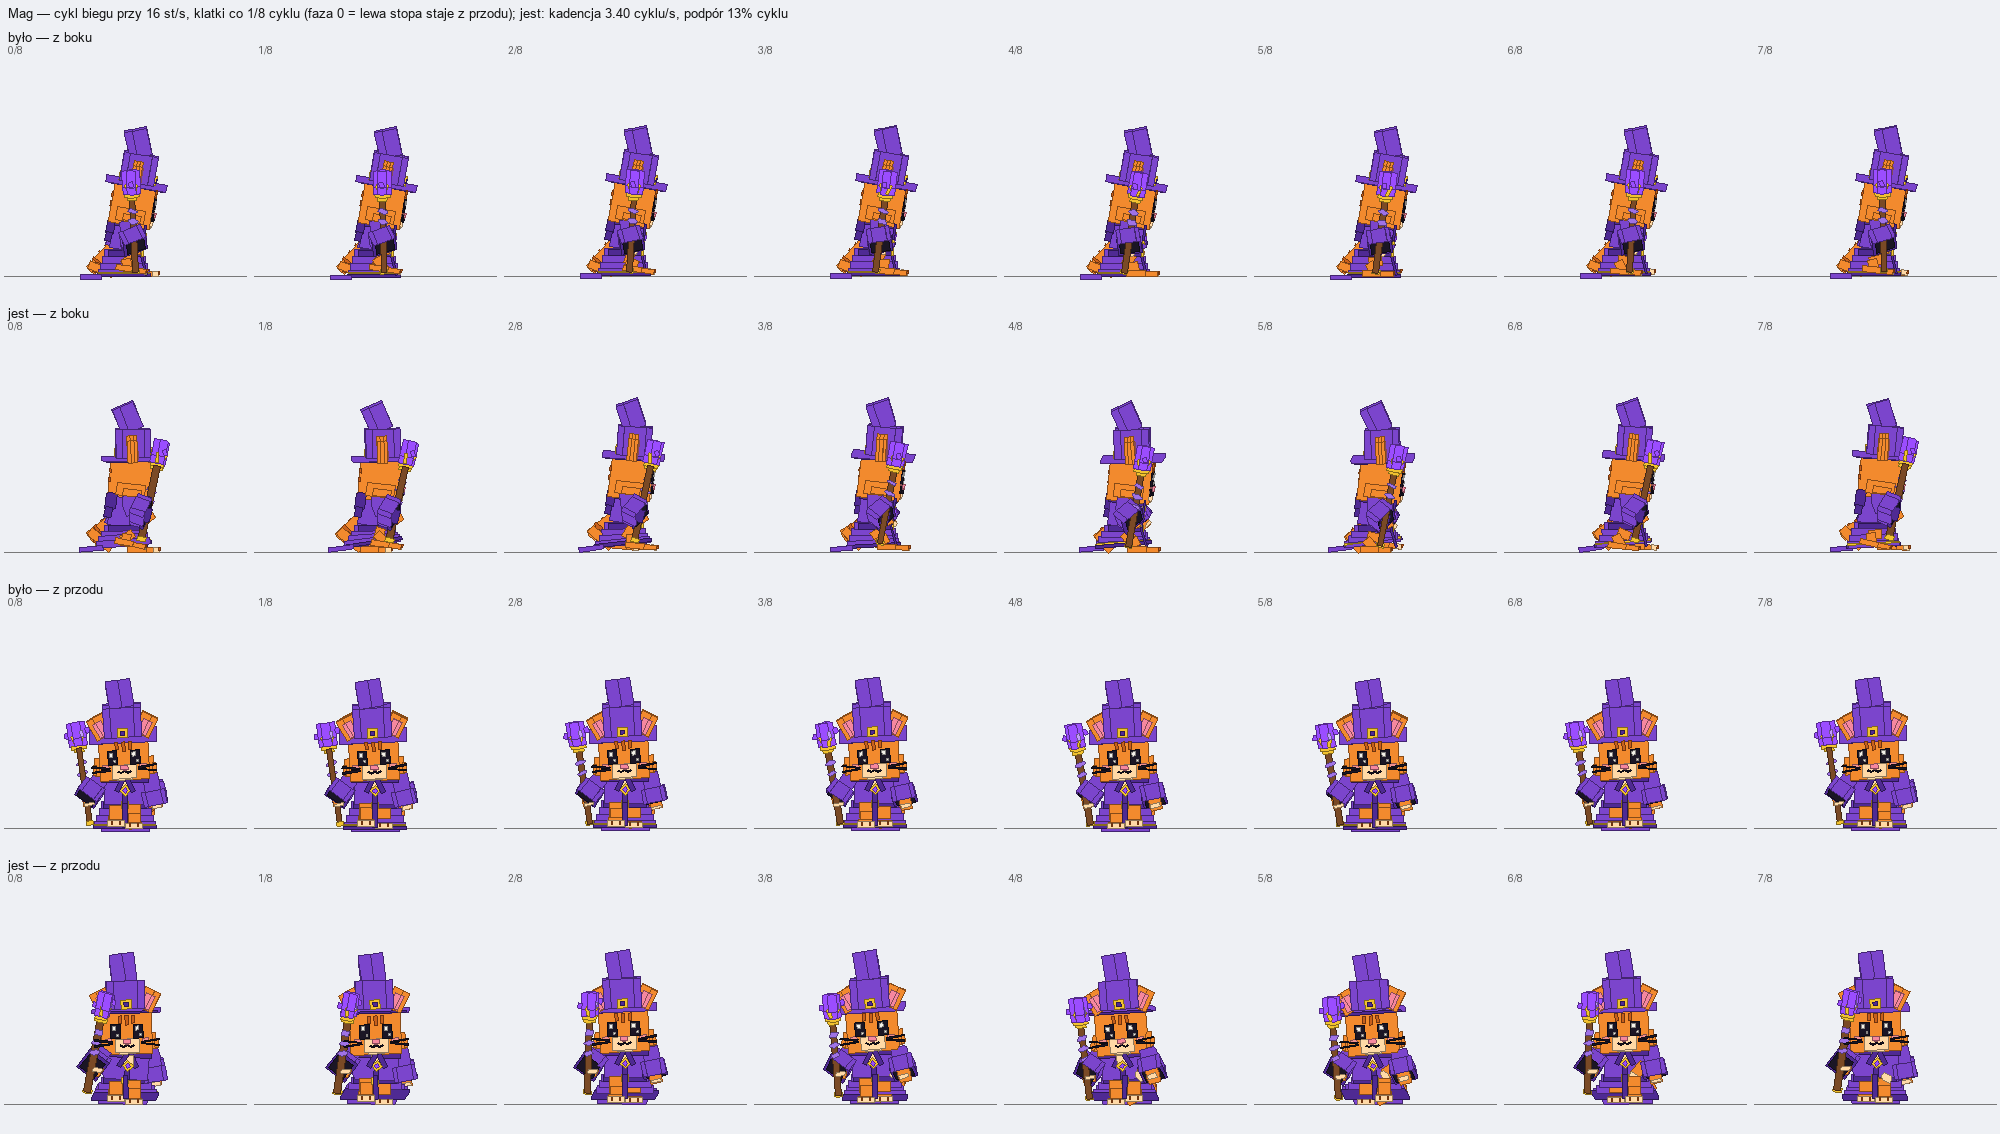 Mag — cykl biegu przy 16 st/s, klatki co 1/8 cyklu (faza 0 = lewa stopa staje z przodu); jest: kadencja 3.40 cyklu/s, podpór 13% cyklu
było — z boku
0/8 1/8 2/8 3/8 4/8 5/8 6/8 7/8
jest — z boku
0/8 1/8 2/8 3/8 4/8 5/8 6/8 7/8
było — z przodu
0/8 1/8 2/8 3/8 4/8 5/8 6/8 7/8
jest — z przodu
0/8 1/8 2/8 3/8 4/8 5/8 6/8 7/8